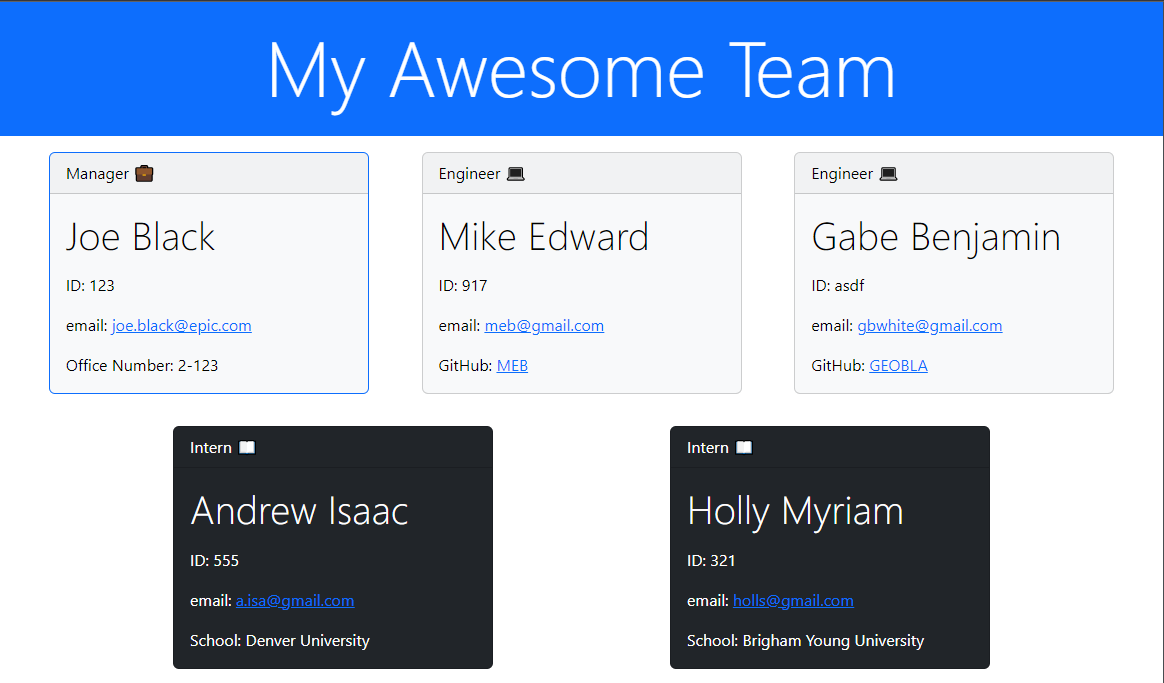 My Awesome Team
Manager 💼
Joe Black
ID: 123
email: joe.black@epic.com
Office Number: 2-123
Engineer 💻
Mike Edward
ID: 917
email: meb@gmail.com
GitHub: MEB
Engineer 💻
Gabe Benjamin
ID: asdf
email: gbwhite@gmail.com
GitHub: GEOBLA
Intern 📖
Andrew Isaac
ID: 555
email: a.isa@gmail.com
School: Denver University
Intern 📖
Holly Myriam
ID: 321
email: holls@gmail.com
School: Brigham Young University